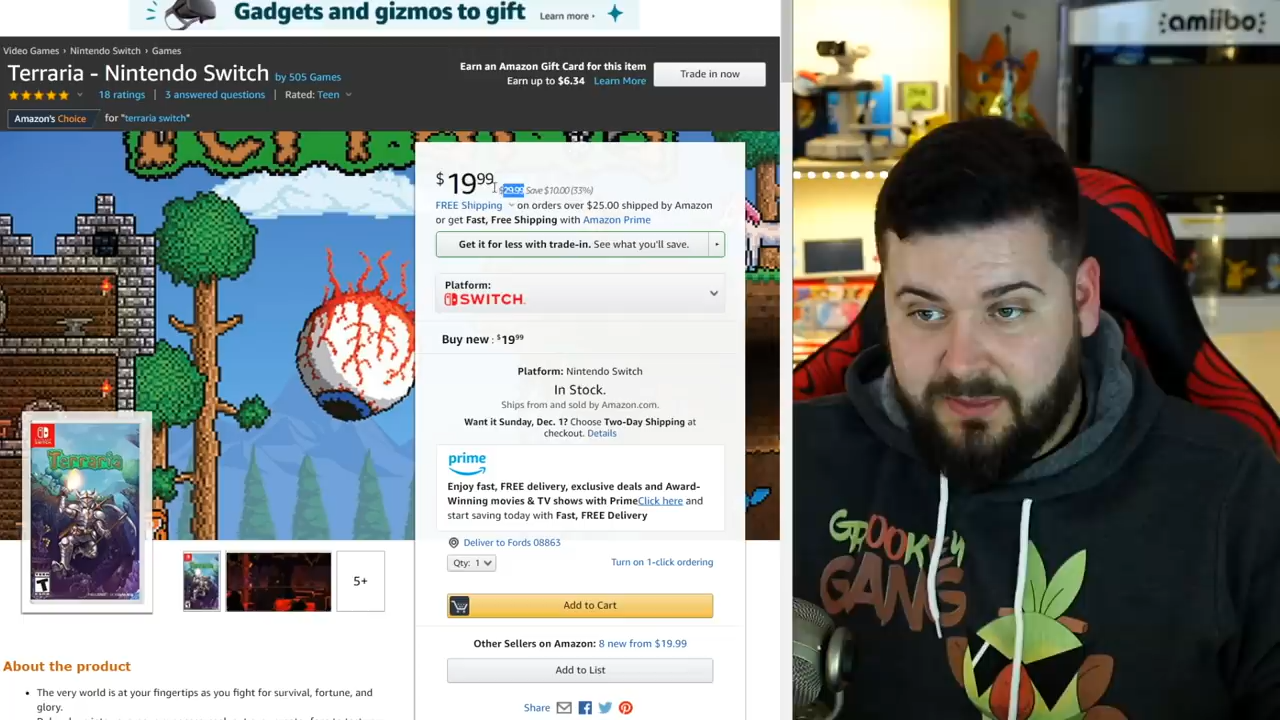 Gadgets and gizmos to gift
Learn more ›
Video Games › Nintendo Switch › Games
Terraria - Nintendo Switch by 505 Games
18 ratings | 3 answered questions | Rated: Teen
Amazon's Choice for "terraria switch"
Earn an Amazon Gift Card for this item
Earn up to $6.34 Learn More
Trade in now
$19.99 $29.99 Save $10.00 (33%)
FREE Shipping on orders over $25.00 shipped by Amazon
or get Fast, Free Shipping with Amazon Prime
Get it for less with trade-in. See what you'll save.
Platform:
SWITCH.
Buy new : $19.99
Platform: Nintendo Switch
In Stock.
Ships from and sold by Amazon.com.
Want it Sunday, Dec. 1? Choose Two-Day Shipping at
checkout. Details
prime
Enjoy fast, FREE delivery, exclusive deals and Award-
Winning movies & TV shows with PrimeClick here and
start saving today with Fast, FREE Delivery
Deliver to Fords 08863
Qty: 1
Turn on 1-click ordering
Add to Cart
Other Sellers on Amazon: 8 new from $19.99
Add to List
Share
Terraria
T
5+
About the product
• The very world is at your fingertips as you fight for survival, fortune, and
glory.
amiibo
GROOKEY
GANG